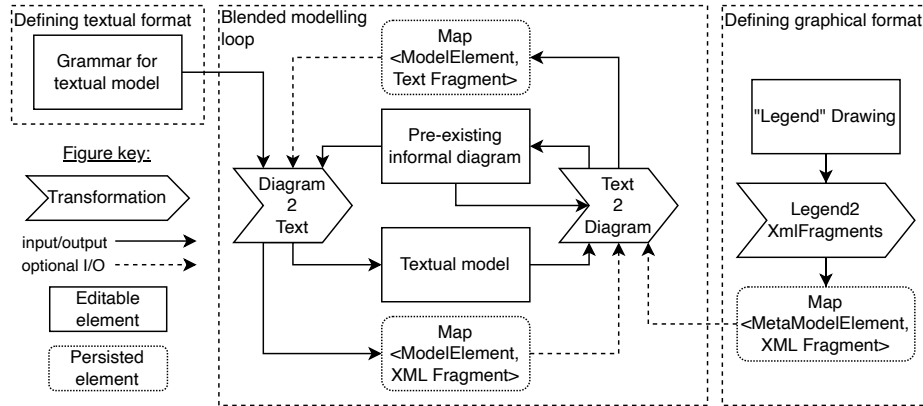 Defining textual format
Grammar for
textual model
Figure key:
Transformation
input/output
optional I/O
Editable
element
Persisted
element
Blended modelling
loop
Map
<ModelElement,
Text Fragment>
Pre-existing
informal diagram
Diagram
2
Text
Text
2
Diagram
Textual model
Map
<ModelElement,
XML Fragment>
Defining graphical format
"Legend" Drawing
Legend2
XmlFragments
Map
<MetaModelElement,
XML Fragment>